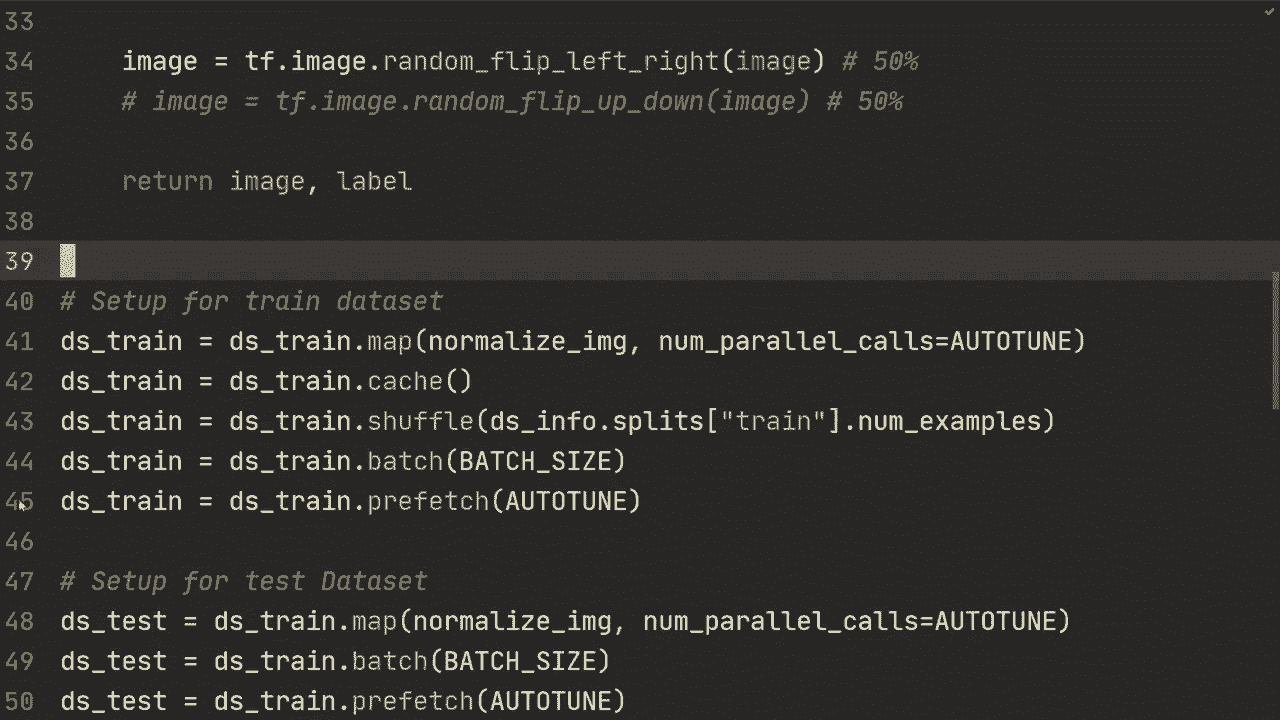 33
34 image = tf.image.random_flip_left_right(image) # 50%
35 # image = tf.image.random_flip_up_down(image) # 50%
36
37 return image, label
38
39
40 # Setup for train dataset
41 ds_train = ds_train.map(normalize_img, num_parallel_calls=AUTOTUNE)
42 ds_train = ds_train.cache()
43 ds_train = ds_train.shuffle(ds_info.splits["train"].num_examples)
44 ds_train = ds_train.batch(BATCH_SIZE)
45 ds_train = ds_train.prefetch(AUTOTUNE)
46
47 # Setup for test Dataset
48 ds_test = ds_train.map(normalize_img, num_parallel_calls=AUTOTUNE)
49 ds_test = ds_train.batch(BATCH_SIZE)
50 ds_test = ds_train.prefetch(AUTOTUNE)